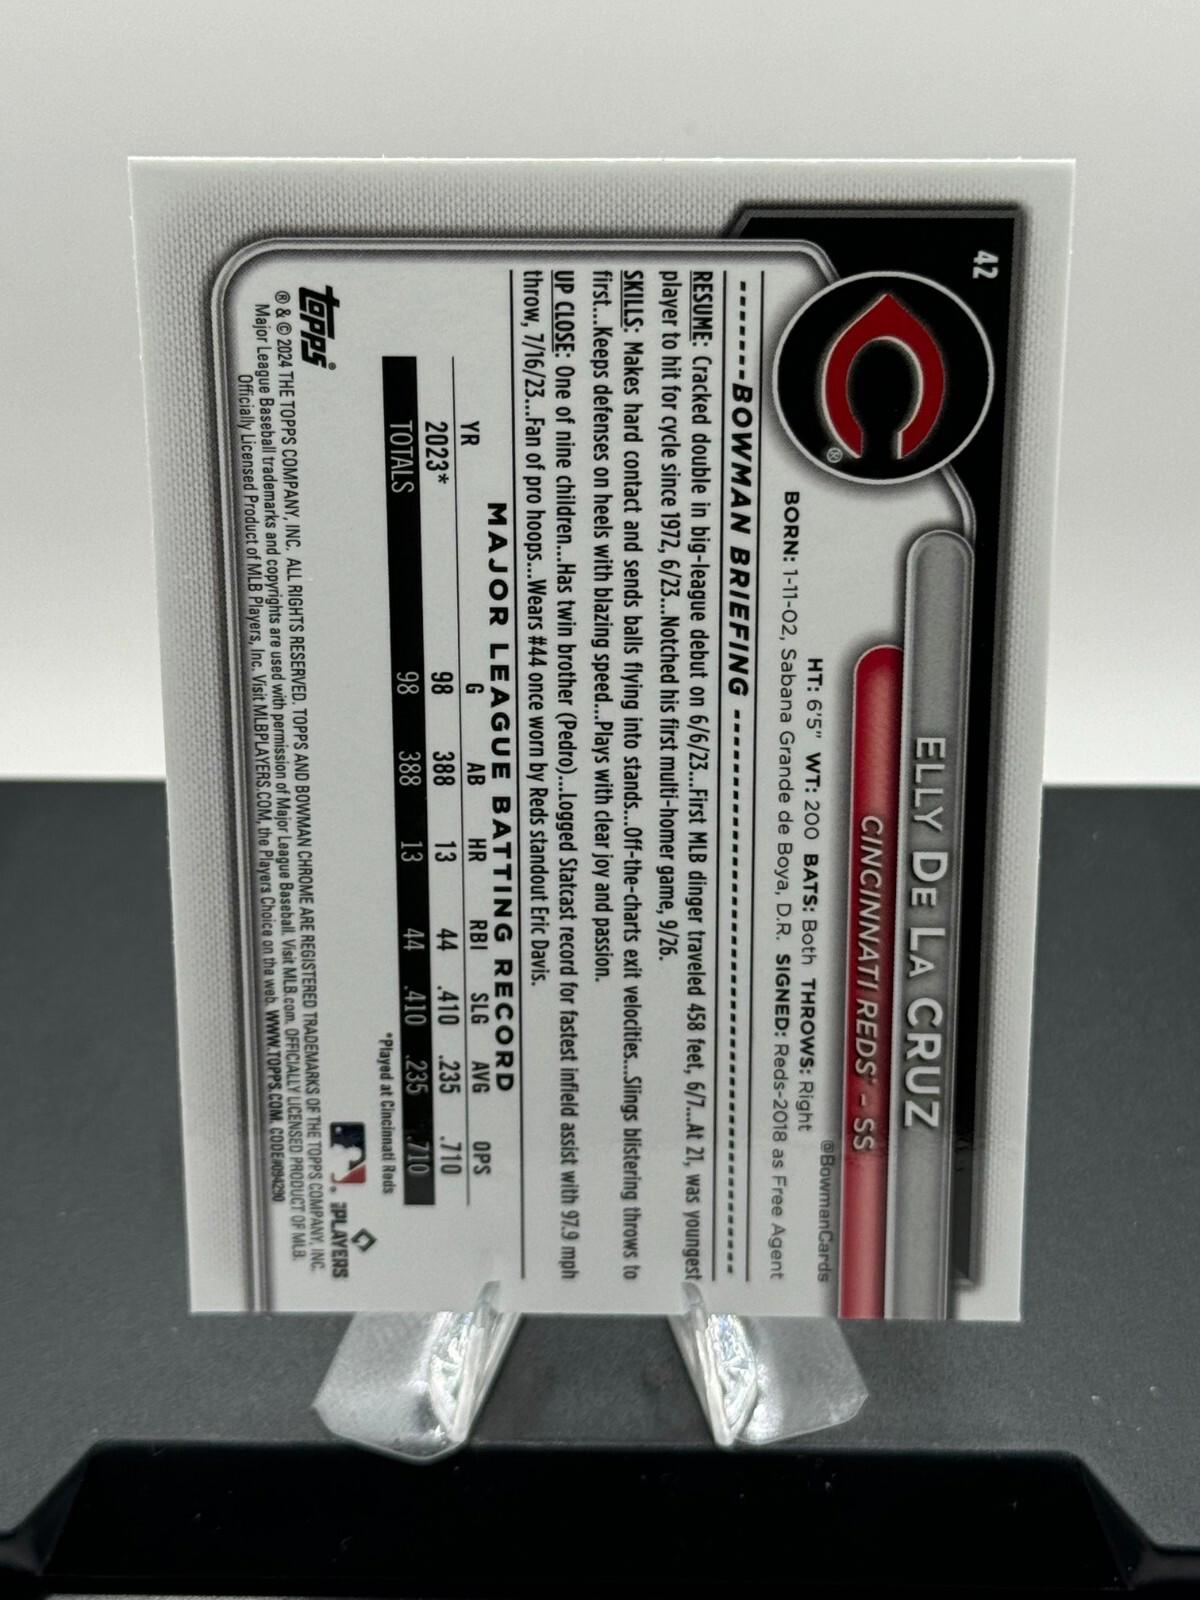 42
ELLY DE LA CRUZ
CINCINNATI REDS® - SS
@BowmanCards
HT: 6'5" WT: 200 BATS: Both THROWS: Right
BORN: 1-11-02, Sabana Grande de Boya, D.R. SIGNED: Reds-2018 as Free Agent
BOWMAN BRIEFING
RESUME: Cracked double in big-league debut on 6/6/23...First MLB dinger traveled 458 feet, 6/7...At 21, was youngest
player to hit for cycle since 1972, 6/23...Notched his first multi-homer game, 9/26.
SKILLS: Makes hard contact and sends balls flying into stands...Off-the-charts exit velocities...Slings blistering throws to
first...Keeps defenses on heels with blazing speed...Plays with clear joy and passion.
UP CLOSE: One of nine children...Has twin brother (Pedro)...Logged Statcast record for fastest infield assist with 97.9 mph
throw, 7/16/23...Fan of pro hoops...Wears #44 once worn by Reds standout Eric Davis.
MAJOR LEAGUE BATTING RECORD
YR G AB HR RBI SLG AVG OPS
2023* 98 388 13 44 .410 .235 .710
TOTALS 98 388 13 44 .410 .235 .710
*Played at Cincinnati Reds
topps®
PLAYERS
® & © 2024 THE TOPPS COMPANY, INC. ALL RIGHTS RESERVED. TOPPS AND BOWMAN CHROME ARE REGISTERED TRADEMARKS OF THE TOPPS COMPANY, INC.
Major League Baseball trademarks and copyrights are used with permission of Major League Baseball. Visit MLB.com. OFFICIALLY LICENSED PRODUCT OF MLB.
Officially Licensed Product of MLB Players, Inc. Visit MLBPLAYERS.COM, the Players Choice on the web. WWW.TOPPS.COM. CODE#094290